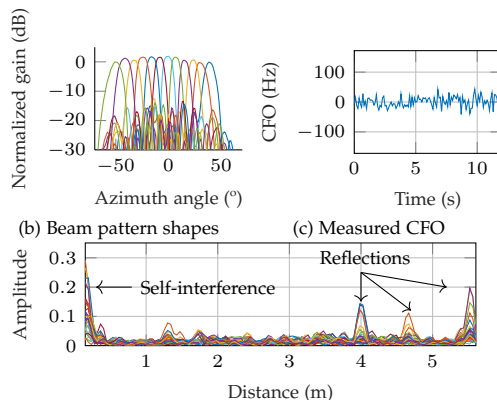 Normalized gain (dB)
0
−10
−20
−30
−50
0
50
Azimuth angle (º)
(b) Beam pattern shapes
CFO (Hz)
100
0
−100
0
5
10
Time (s)
(c) Measured CFO
Amplitude
0.3
0.2
0.1
0
Self-interference
Reflections
1
2
3
4
5
Distance (m)